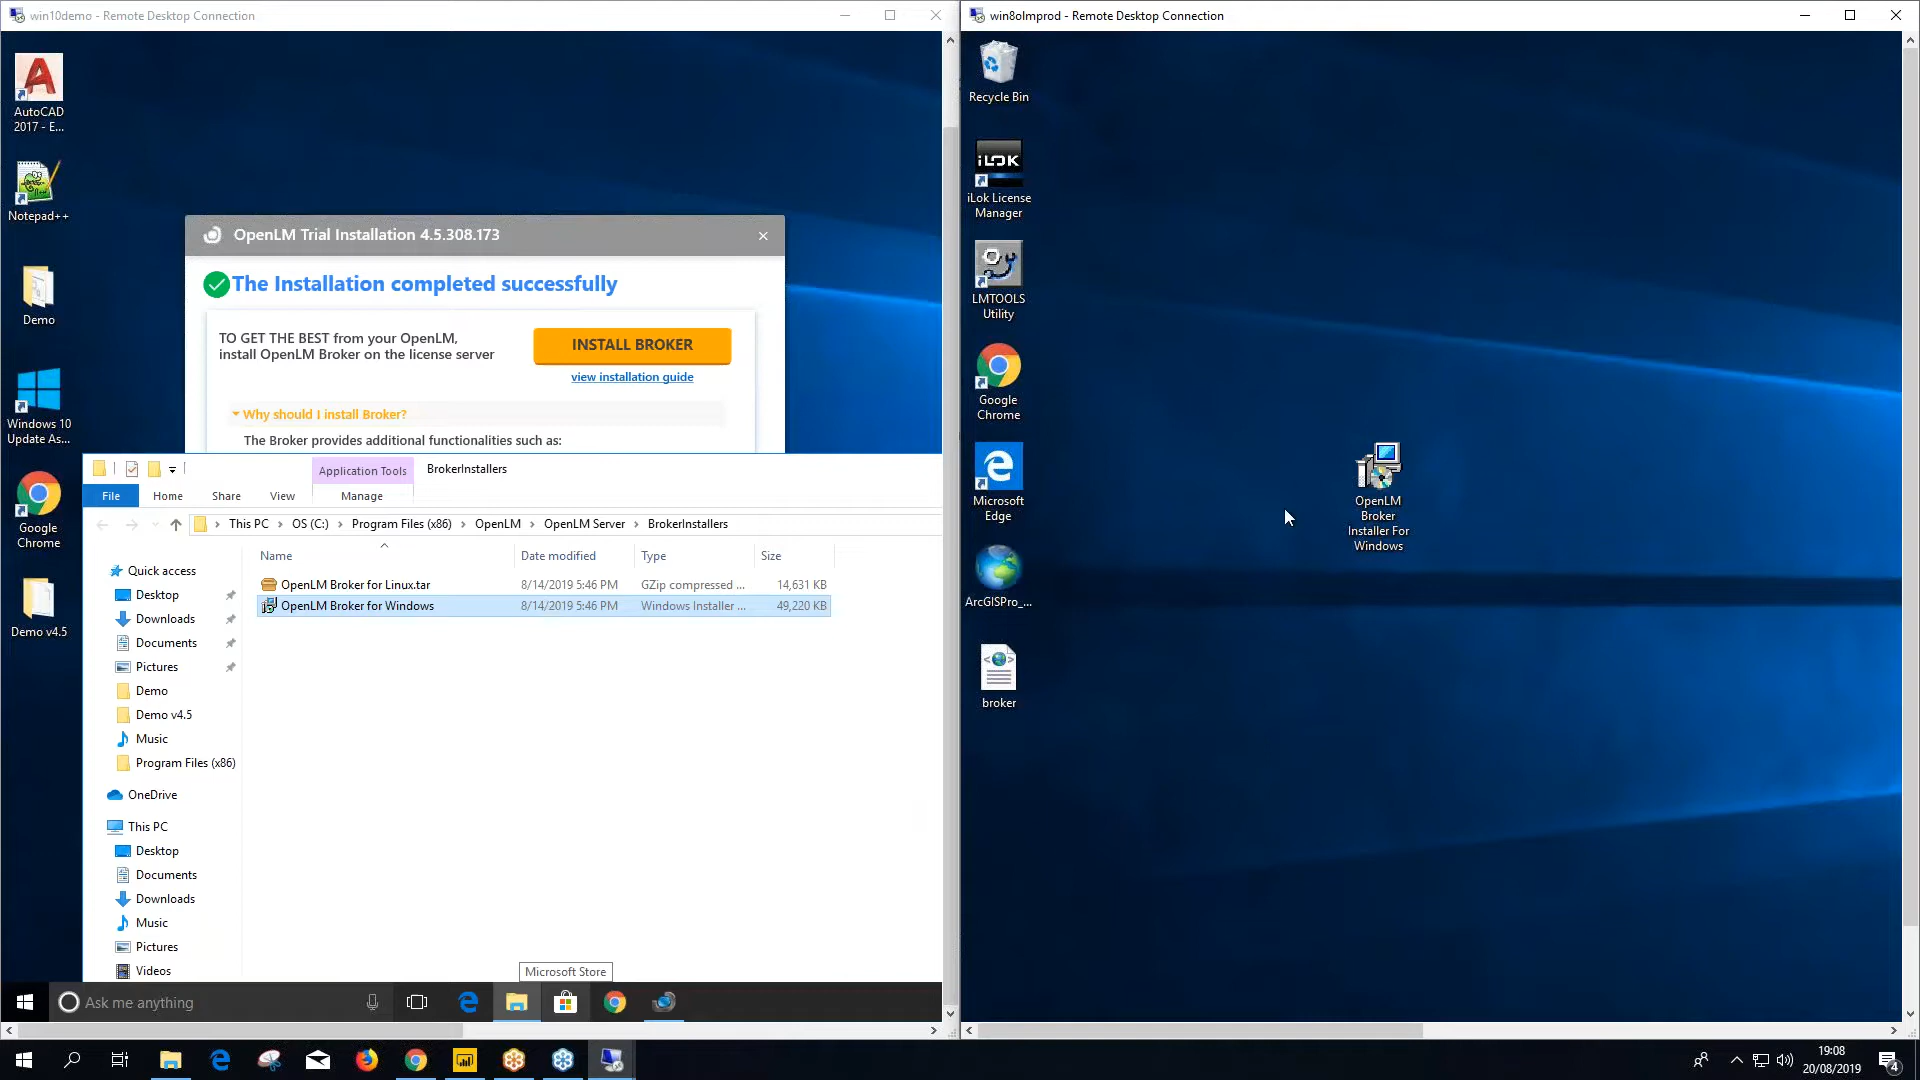 win10demo - Remote Desktop Connection
AutoCAD
2017 - E...
Notepad++
Demo
Windows 10
Update As...
Google
Chrome
Demo v4.5
OpenLM Trial Installation 4.5.308.173
The Installation completed successfully
TO GET THE BEST from your OpenLM,
install OpenLM Broker on the license server
INSTALL BROKER
view installation guide
Why should I install Broker?
The Broker provides additional functionalities such as:
Application Tools
BrokerInstallers
File
Home
Share
View
Manage
This PC
OS (C:)
Program Files (x86)
OpenLM
OpenLM Server
BrokerInstallers
Name
Date modified
Type
Size
OpenLM Broker for Linux.tar
8/14/2019 5:46 PM
GZip compressed ...
14,631 KB
OpenLM Broker for Windows
8/14/2019 5:46 PM
Windows Installer ...
49,220 KB
Quick access
Desktop
Downloads
Documents
Pictures
Demo
Demo v4.5
Music
Program Files (x86)
OneDrive
This PC
Desktop
Documents
Downloads
Music
Pictures
Videos
Microsoft Store
Ask me anything
win8olmprod - Remote Desktop Connection
Recycle Bin
iLOK
iLok License
Manager
LMTOOLS
Utility
Google
Chrome
Microsoft
Edge
ArcGISPro_...
broker
OpenLM
Broker
Installer For
Windows
19:08
20/08/2019
4